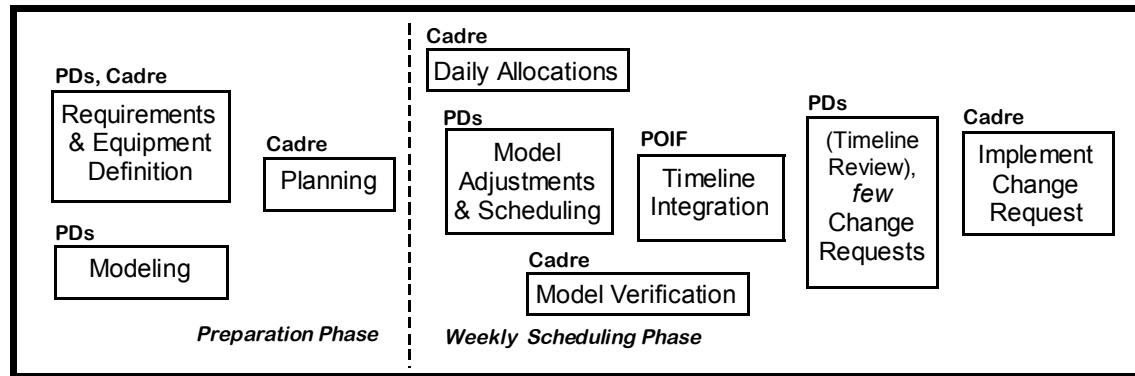 PDs, Cadre
Requirements
& Equipment
Definition
PDs
Modeling
Cadre
Planning
Preparation Phase
Cadre
Daily Allocations
PDs
Model
Adjustments
& Scheduling
POIF
Timeline
Integration
PDs
(Timeline
Review),
few
Change
Requests
Cadre
Implement
Change
Request
Cadre
Model Verification
Weekly Scheduling Phase